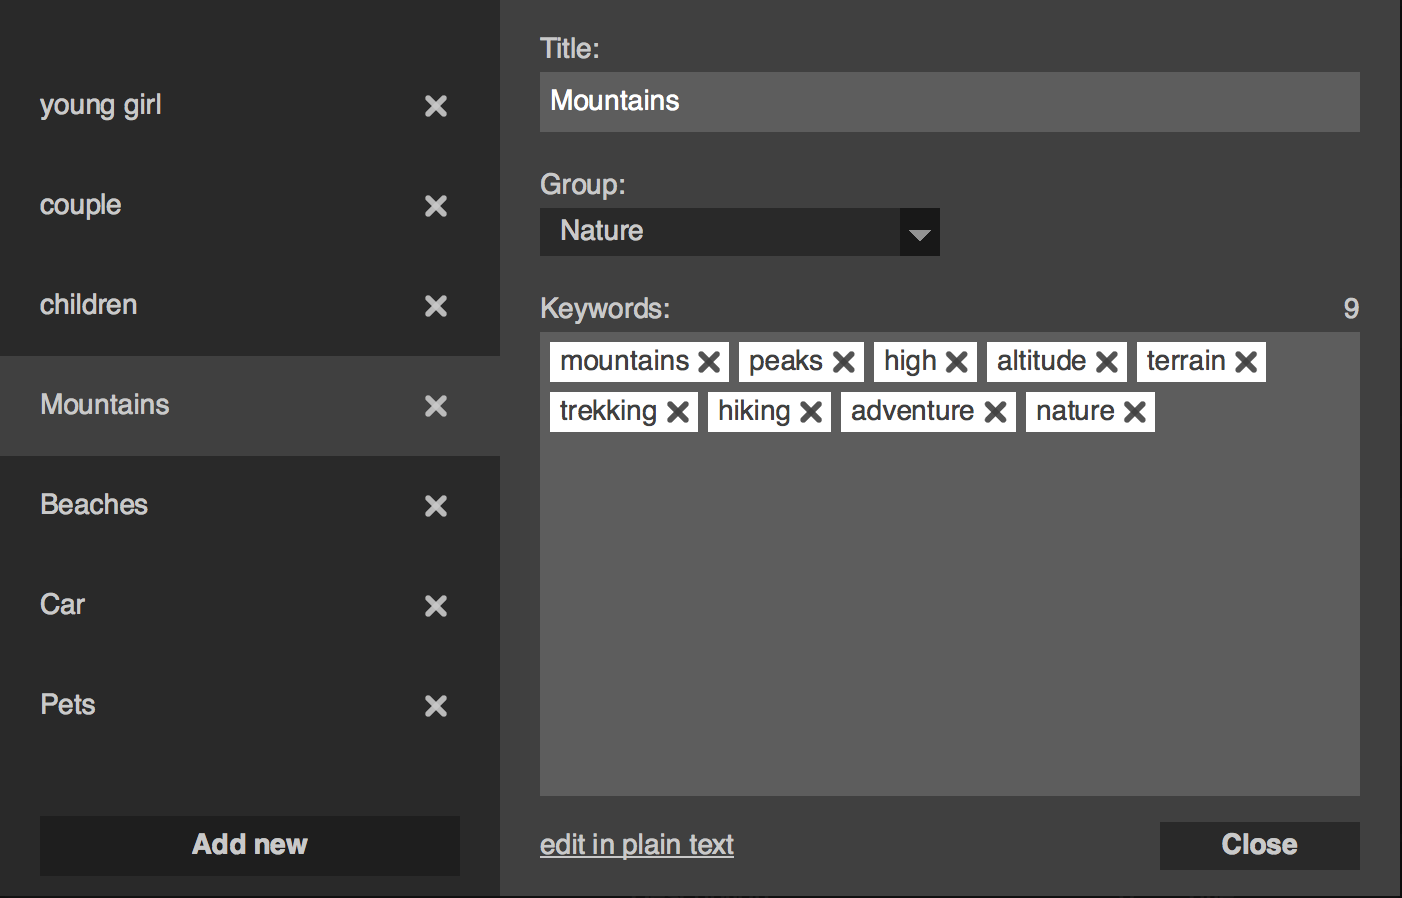 young girl
couple
children
Mountains
Beaches
Car
Pets
Add new
Title:
Mountains
Group:
Nature
Keywords: 9
mountains peaks high altitude terrain
trekking hiking adventure nature
edit in plain text
Close